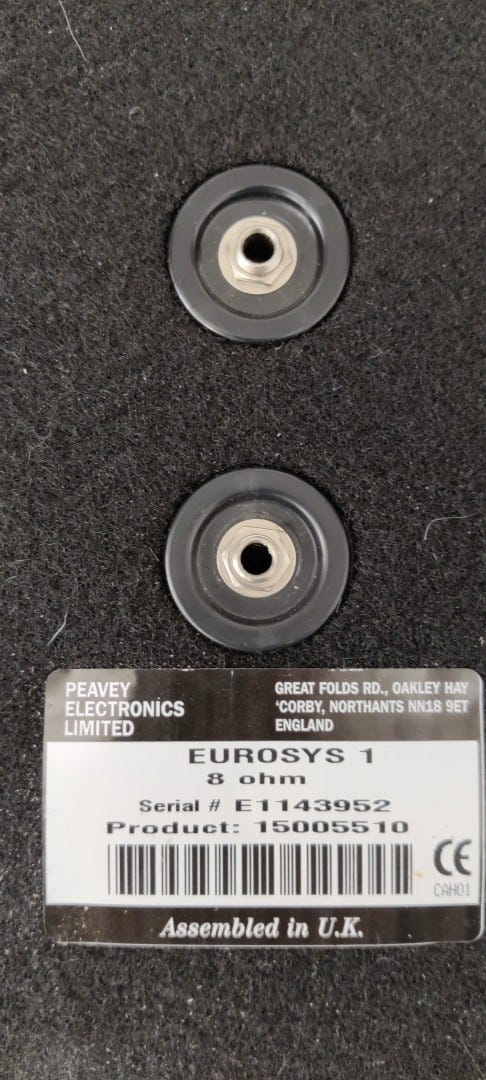 PEAVEY
ELECTRONICS
LIMITED
GREAT FOLDS RD., OAKLEY HAY
‘CORBY, NORTHANTS NN18 9ET
ENGLAND
EUROSYS 1
8 ohm
Serial # E1143952
Product: 15005510
CE
CAH01
Assembled in U.K.